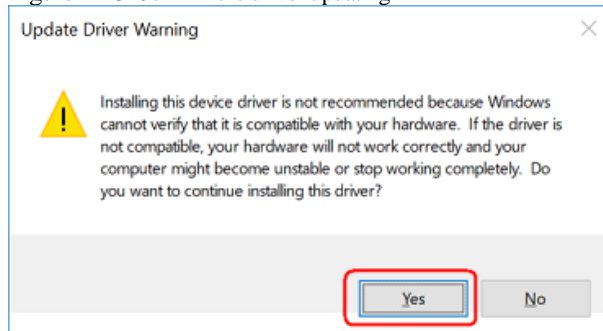 Update Driver Warning
Installing this device driver is not recommended because Windows
cannot verify that it is compatible with your hardware. If the driver is
not compatible, your hardware will not work correctly and your
computer might become unstable or stop working completely. Do
you want to continue installing this driver?
Yes
No